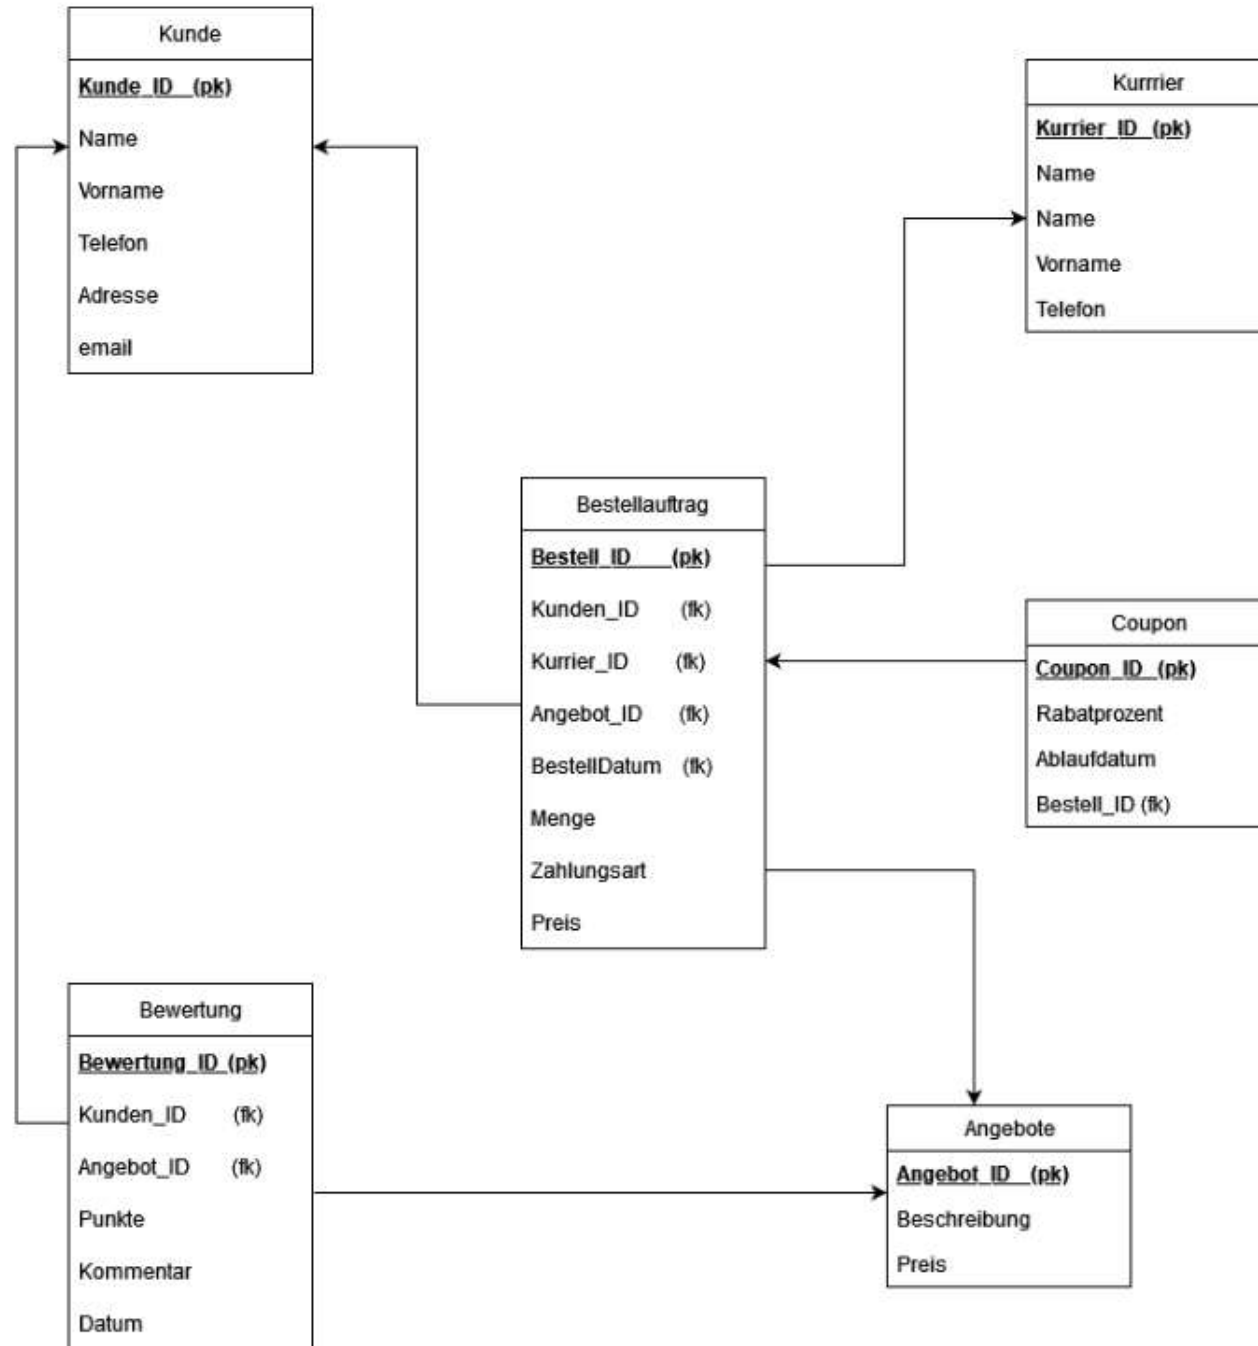 Kunde
Kunde_ID (pk)
Name
Vorname
Telefon
Adresse
email
Kurrrier
Kurrier_ID (pk)
Name
Name
Vorname
Telefon
Bestellauftrag
Bestell_ID (pk)
Kunden_ID (fk)
Kurrier_ID (fk)
Angebot_ID (fk)
BestellDatum (fk)
Menge
Zahlungsart
Preis
Coupon
Coupon_ID (pk)
Rabatprozent
Ablaufdatum
Bestell_ID (fk)
Bewertung
Bewertung_ID (pk)
Kunden_ID (fk)
Angebot_ID (fk)
Punkte
Kommentar
Datum
Angebote
Angebot_ID (pk)
Beschreibung
Preis